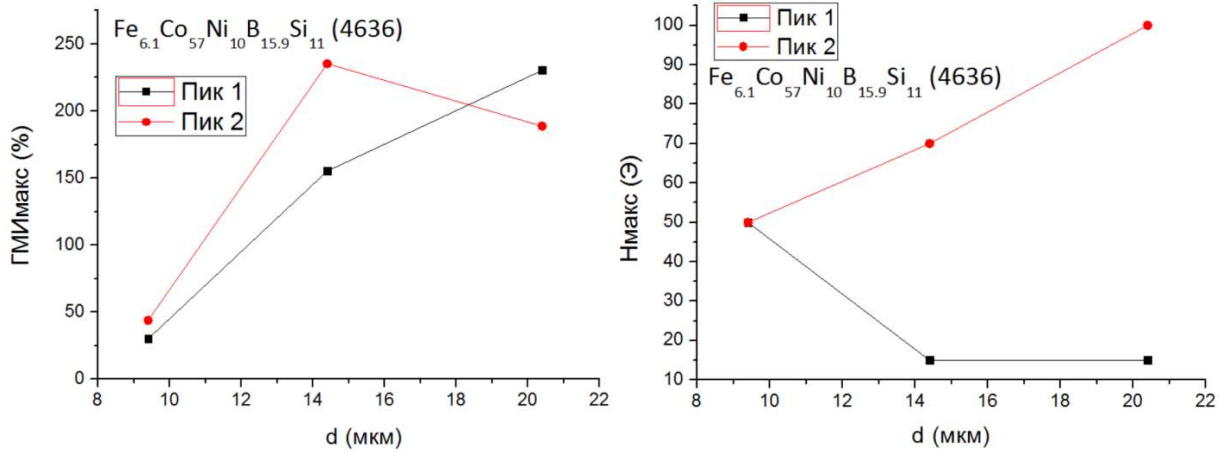 Fe6.1Co57Ni10B15.9Si11 (4636)
Пик 1
Пик 2
ГМИмакс (%)
250
200
150
100
50
0
8 10 12 14 16 18 20 22
d (мкм)
Пик 1
Пик 2
Fe6.1Co57Ni10B15.9Si11 (4636)
Hмакс (Э)
100
90
80
70
60
50
40
30
20
10
8 10 12 14 16 18 20 22
d (мкм)